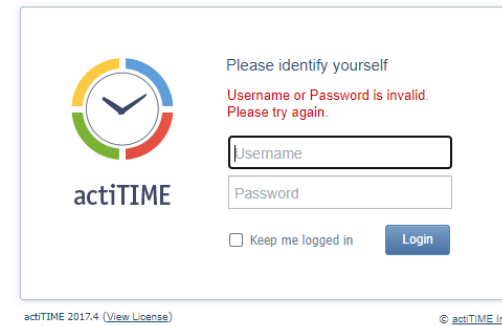 Please identify yourself
Username or Password is invalid.
Please try again.
Username
Password
actiTIME
Keep me logged in
Login
actiTIME 2017.4 (View License)
© actiTIME